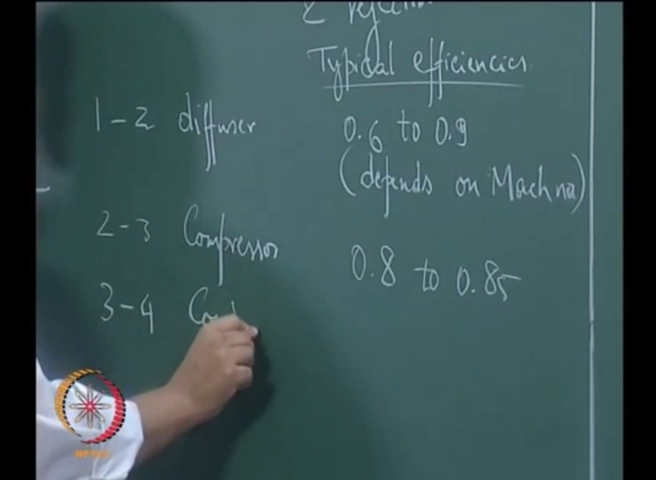 Typical efficiencies
1-2 diffuser 0.6 to 0.9
(depends on Mach no)
2-3 Compressor 0.8 to 0.85
3-4